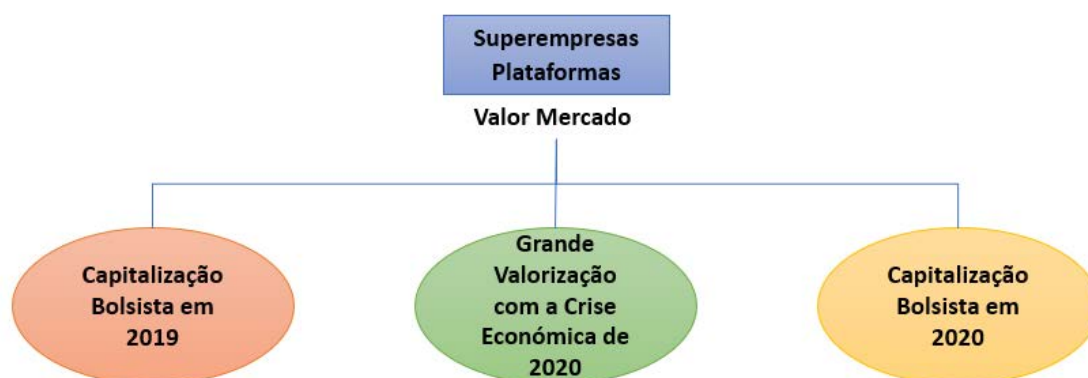 Superempresas
Plataformas
Valor Mercado
Capitalização
Bolsista em
2019
Grande
Valorização
com a Crise
Económica de
2020
Capitalização
Bolsista em
2020